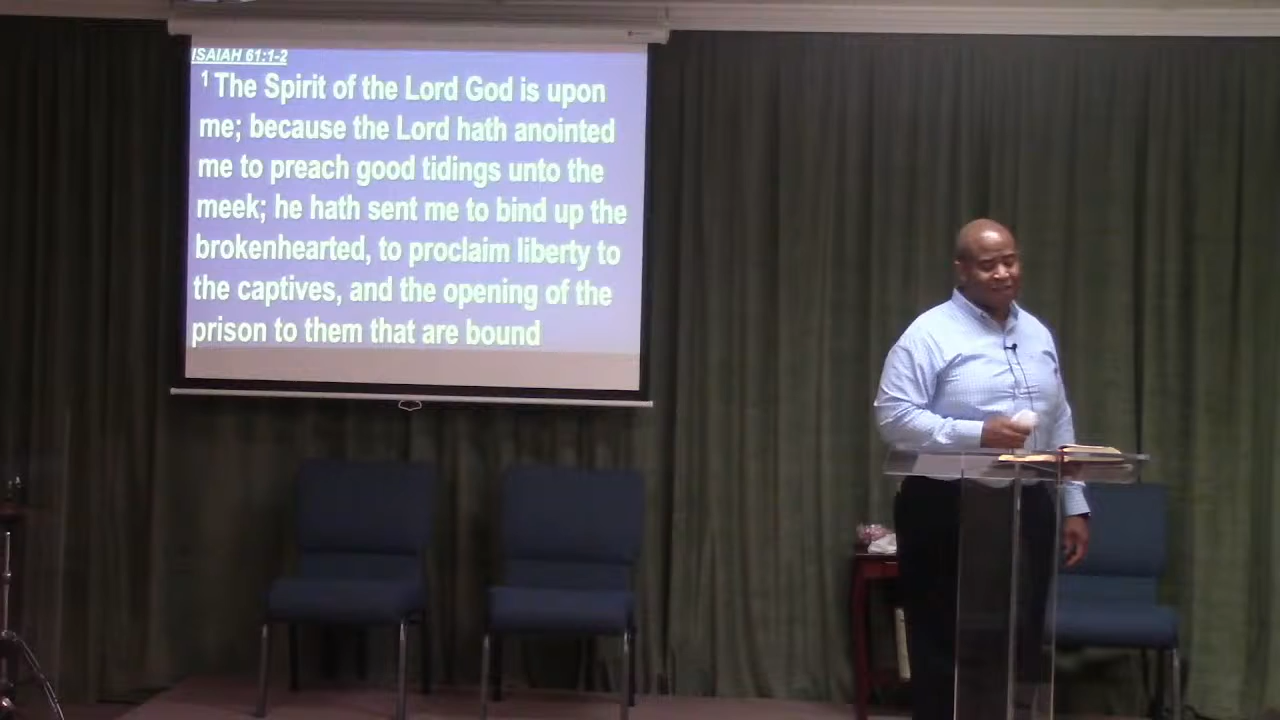 ISAIAH 61:1-2
1 The Spirit of the Lord God is upon
me; because the Lord hath anointed
me to preach good tidings unto the
meek; he hath sent me to bind up the
brokenhearted, to proclaim liberty to
the captives, and the opening of the
prison to them that are bound